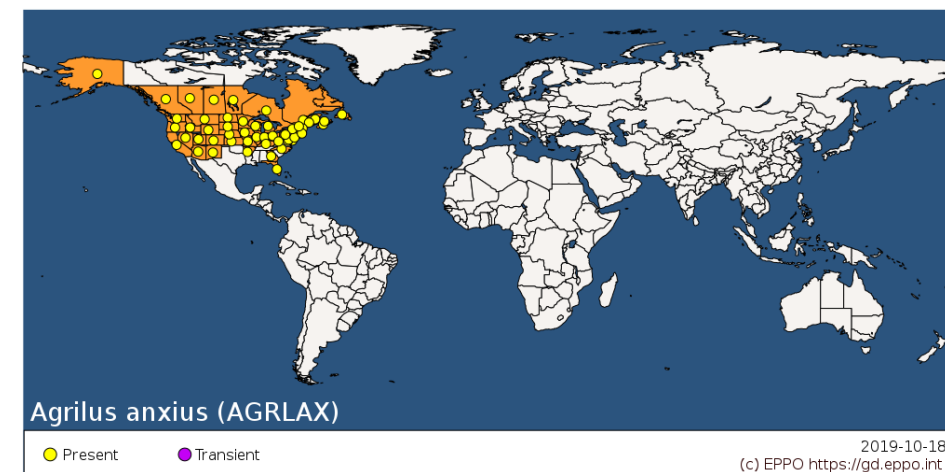 Agrilus anxius (AGRLAX)
Present
Transient
2019-10-18
(c) EPPO https://gd.eppo.int